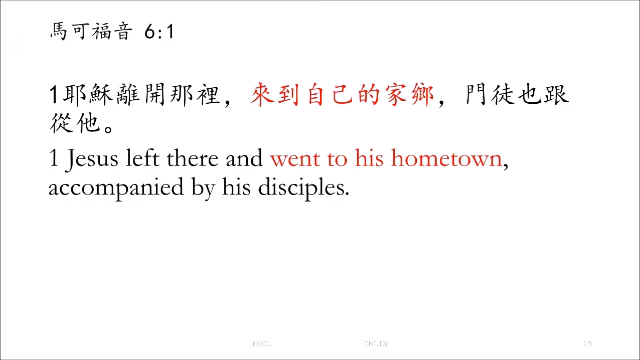 馬可福音 6:1
1耶穌離開那裡，來到自己的家鄉，門徒也跟
從他。
1 Jesus left there and went to his hometown,
accompanied by his disciples.